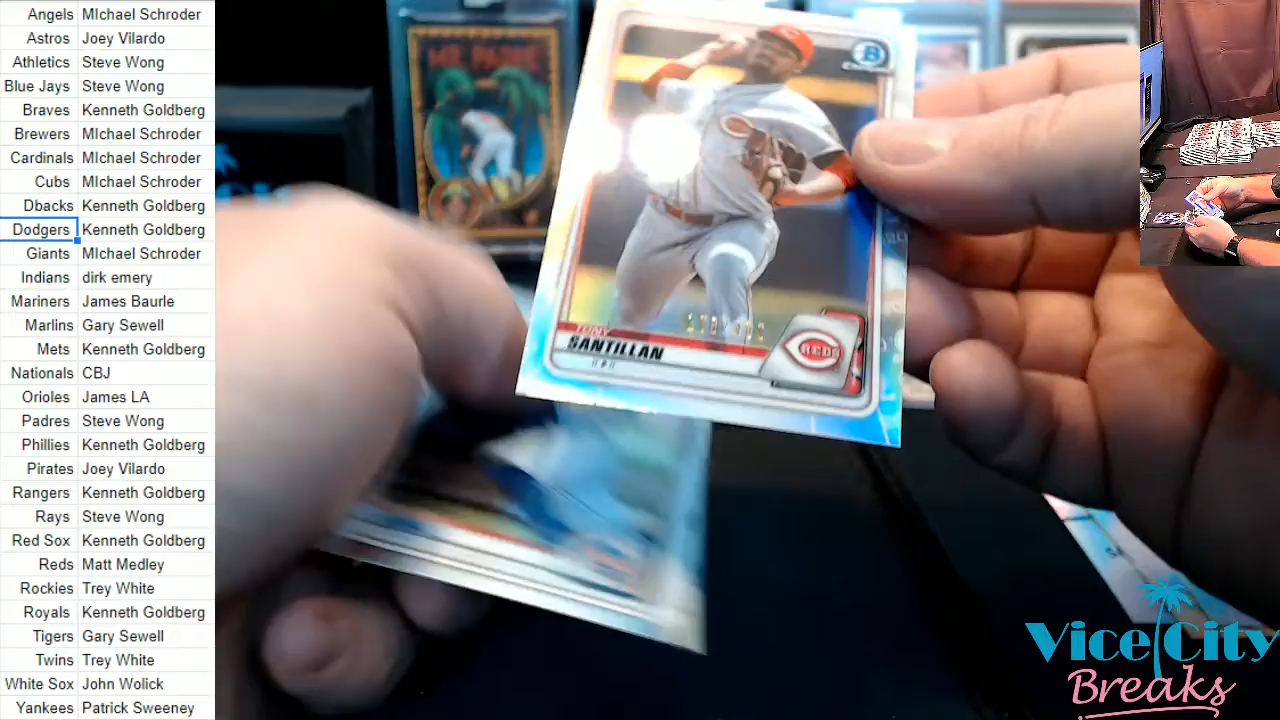 Angels MIchael Schroder
Astros Joey Vilardo
Athletics Steve Wong
Blue Jays Steve Wong
Braves Kenneth Goldberg
Brewers MIchael Schroder
Cardinals MIchael Schroder
Cubs MIchael Schroder
Dbacks Kenneth Goldberg
Dodgers Kenneth Goldberg
Giants MIchael Schroder
Indians dirk emery
Mariners James Baurle
Marlins Gary Sewell
Mets Kenneth Goldberg
Nationals CBJ
Orioles James LA
Padres Steve Wong
Phillies Kenneth Goldberg
Pirates Joey Vilardo
Rangers Kenneth Goldberg
Rays Steve Wong
Red Sox Kenneth Goldberg
Reds Matt Medley
Rockies Trey White
Royals Kenneth Goldberg
Tigers Gary Sewell
Twins Trey White
White Sox John Wolick
Yankees Patrick Sweeney
B
TONY
SANTILLAN
REDS
Vice City
Breaks